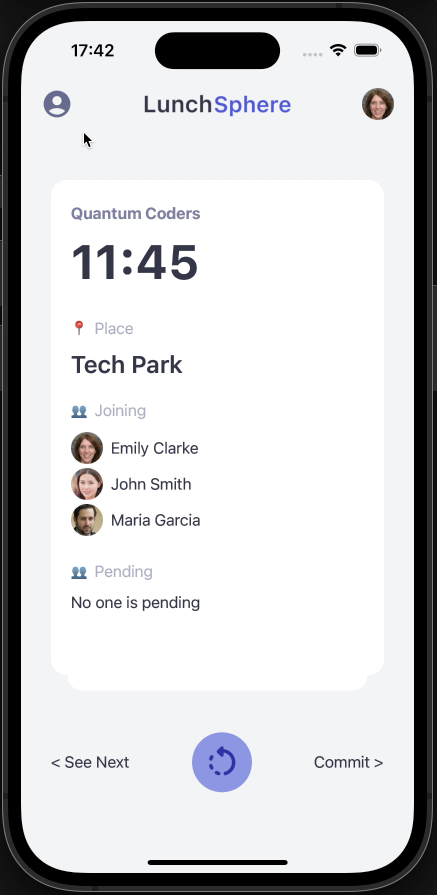 17:42
LunchSphere
Quantum Coders
11:45
Place
Tech Park
Joining
Emily Clarke
John Smith
Maria Garcia
Pending
No one is pending
< See Next
Commit >